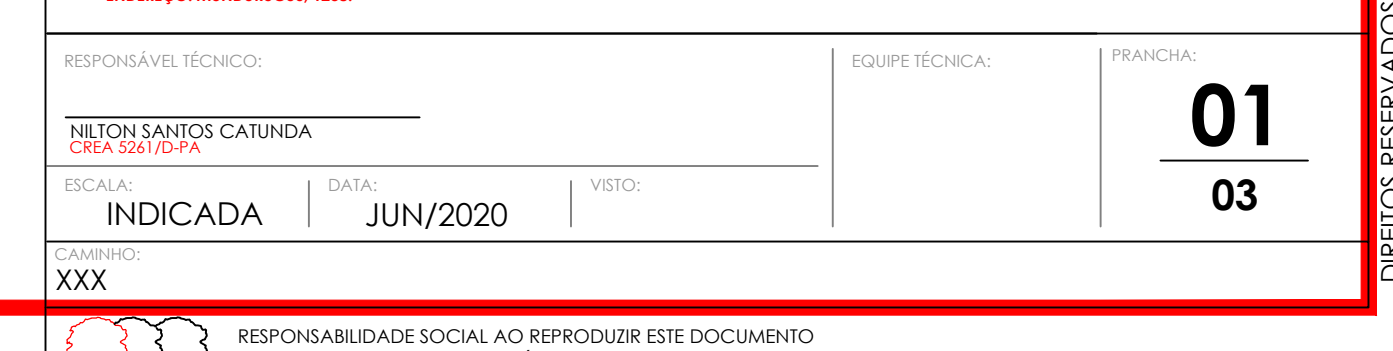 RESPONSÁVEL TÉCNICO:
NILTON SANTOS CATUNDA
CREA 5261/D-PA
EQUIPE TÉCNICA:
PRANCHA:
01
03
ESCALA:
INDICADA
DATA:
JUN/2020
VISTO:
CAMINHO:
XXX
RESPONSABILIDADE SOCIAL AO REPRODUZIR ESTE DOCUMENTO
DIREITOS RESERVADOS